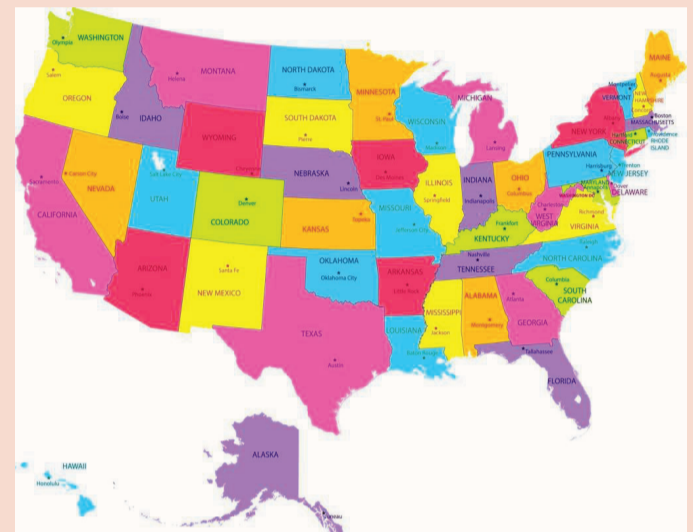 WASHINGTON
Olympia
Salem
OREGON
IDAHO
Boise
MONTANA
Helena
NORTH DAKOTA
Bismarck
SOUTH DAKOTA
Pierre
MINNESOTA
St. Paul
WISCONSIN
Madison
MICHIGAN
Lansing
MAINE
Augusta
Montpelier
VERMONT
NEW
HAMPSHIRE
Concord
Boston
MASSACHUSETTS
Albany
NEW YORK
Hartford
CONNECTICUT
Providence
RHODE
ISLAND
WYOMING
Cheyenne
IOWA
Des Moines
NEBRASKA
Lincoln
ILLINOIS
Springfield
INDIANA
Indianapolis
OHIO
Columbus
PENNSYLVANIA
Harrisburg
Trenton
NEW JERSEY
MARYLAND
Annapolis
Dover
DELAWARE
WASHINGTON DC
Sacramento
CALIFORNIA
Carson City
NEVADA
Salt Lake City
UTAH
Denver
COLORADO
Topeka
KANSAS
MISSOURI
Jefferson City
Frankfort
KENTUCKY
Charleston
WEST
VIRGINIA
Richmond
VIRGINIA
ARIZONA
Phoenix
Santa Fe
NEW MEXICO
OKLAHOMA
Oklahoma City
ARKANSAS
Little Rock
Nashville
TENNESSEE
Raleigh
NORTH CAROLINA
Columbia
SOUTH
CAROLINA
TEXAS
Austin
LOUISIANA
Baton Rouge
MISSISSIPPI
Jackson
ALABAMA
Montgomery
Atlanta
GEORGIA
Tallahassee
FLORIDA
ALASKA
Juneau
HAWAII
Honolulu